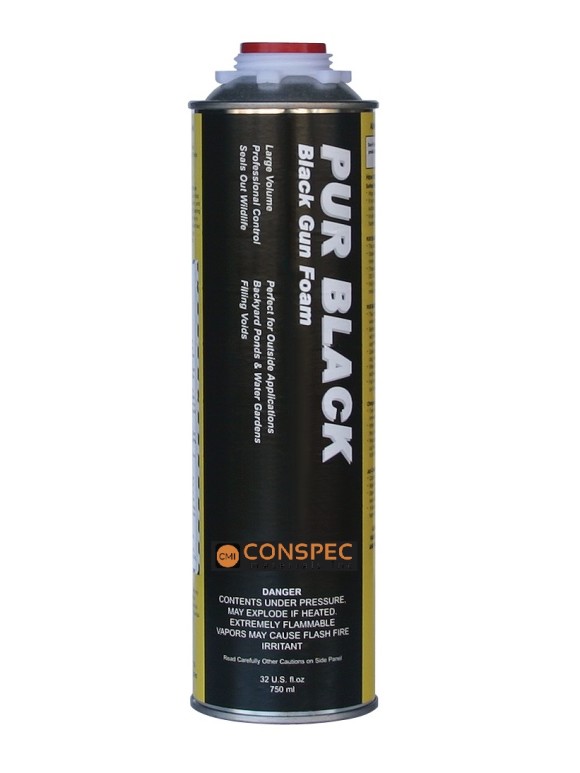 PUR BLACK
Black Gun Foam
Large Volume
Professional Control
Seals Out Wildlife
Perfect for Outside Applications
Backyard Ponds & Water Gardens
Filling Voids
CMI CONSPEC
DANGER
CONTENTS UNDER PRESSURE.
MAY EXPLODE IF HEATED.
EXTREMELY FLAMMABLE
VAPORS MAY CAUSE FLASH FIRE
IRRITANT
Read Carefully Other Cautions on Side Panel
32 U.S. fl.oz
750 ml